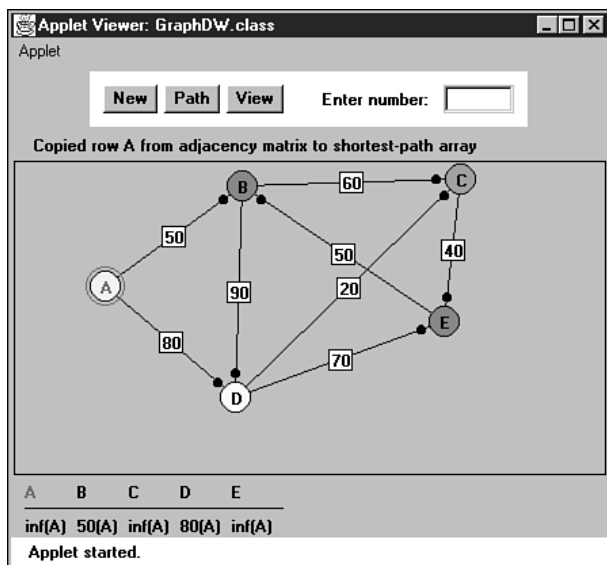 Applet Viewer: GraphDW.class
Applet
New Path View Enter number:
Copied row A from adjacency matrix to shortest-path array
B 60 C
50 50 40
A 90 20 E
80 70
D
A B C D E
inf(A) 50(A) inf(A) 80(A) inf(A)
Applet started.